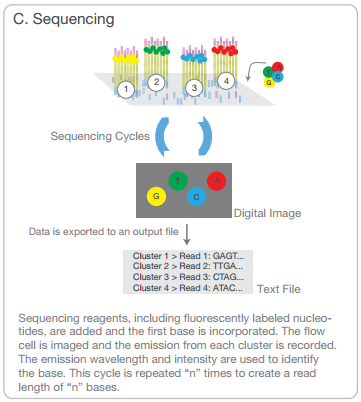 C. Sequencing
1
2
3
4
T
A
C
G
Sequencing Cycles
T
A
G
C
Digital Image
Data is exported to an output file
Cluster 1 > Read 1: GAGT...
Cluster 2 > Read 2: TTGA...
Cluster 3 > Read 3: CTAG...
Cluster 4 > Read 4: ATAC...
Text File
Sequencing reagents, including fluorescently labeled nucleo-
tides, are added and the first base is incorporated. The flow
cell is imaged and the emission from each cluster is recorded.
The emission wavelength and intensity are used to identify
the base. This cycle is repeated “n” times to create a read
length of “n” bases.